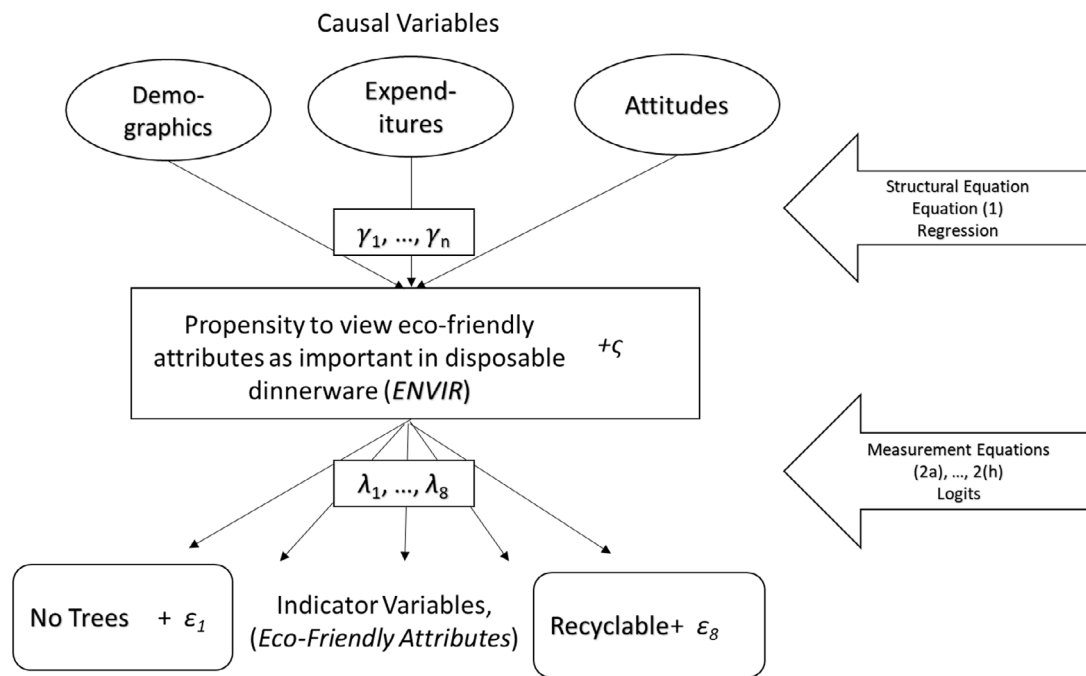 Causal Variables
Demo-
graphics
Expend-
itures
Attitudes
Structural Equation
Equation (1)
Regression
γ1, ..., γn
Propensity to view eco-friendly
attributes as important in disposable
dinnerware (ENVIR)
+ς
Measurement Equations
(2a), ..., 2(h)
Logits
λ1, ..., λ8
No Trees + ε1
Indicator Variables,
(Eco-Friendly Attributes)
Recyclable+ ε8